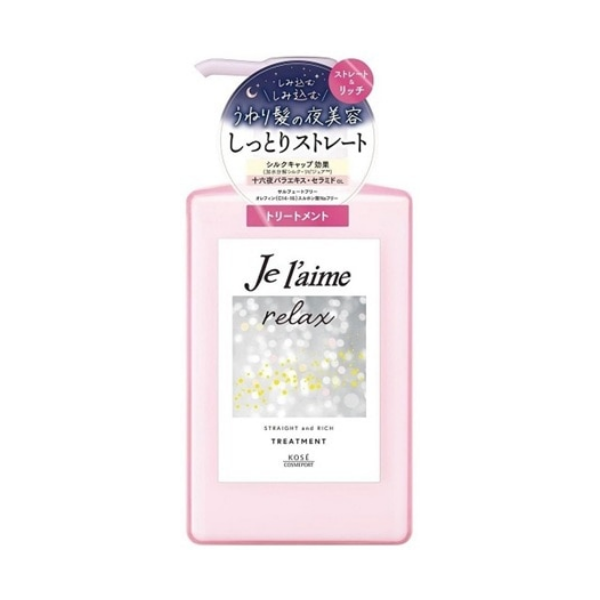 しみ込む
しみ込む
うねり髪の夜美容
しっとりストレート
ストレート
&
リッチ
シルクキャップ 効果
十六夜バラエキス・セラミド
サルフェートフリー
トリートメント
Je l'aime
relax
STRAIGHT and RICH
TREATMENT
KOSÉ
COSMEPORT